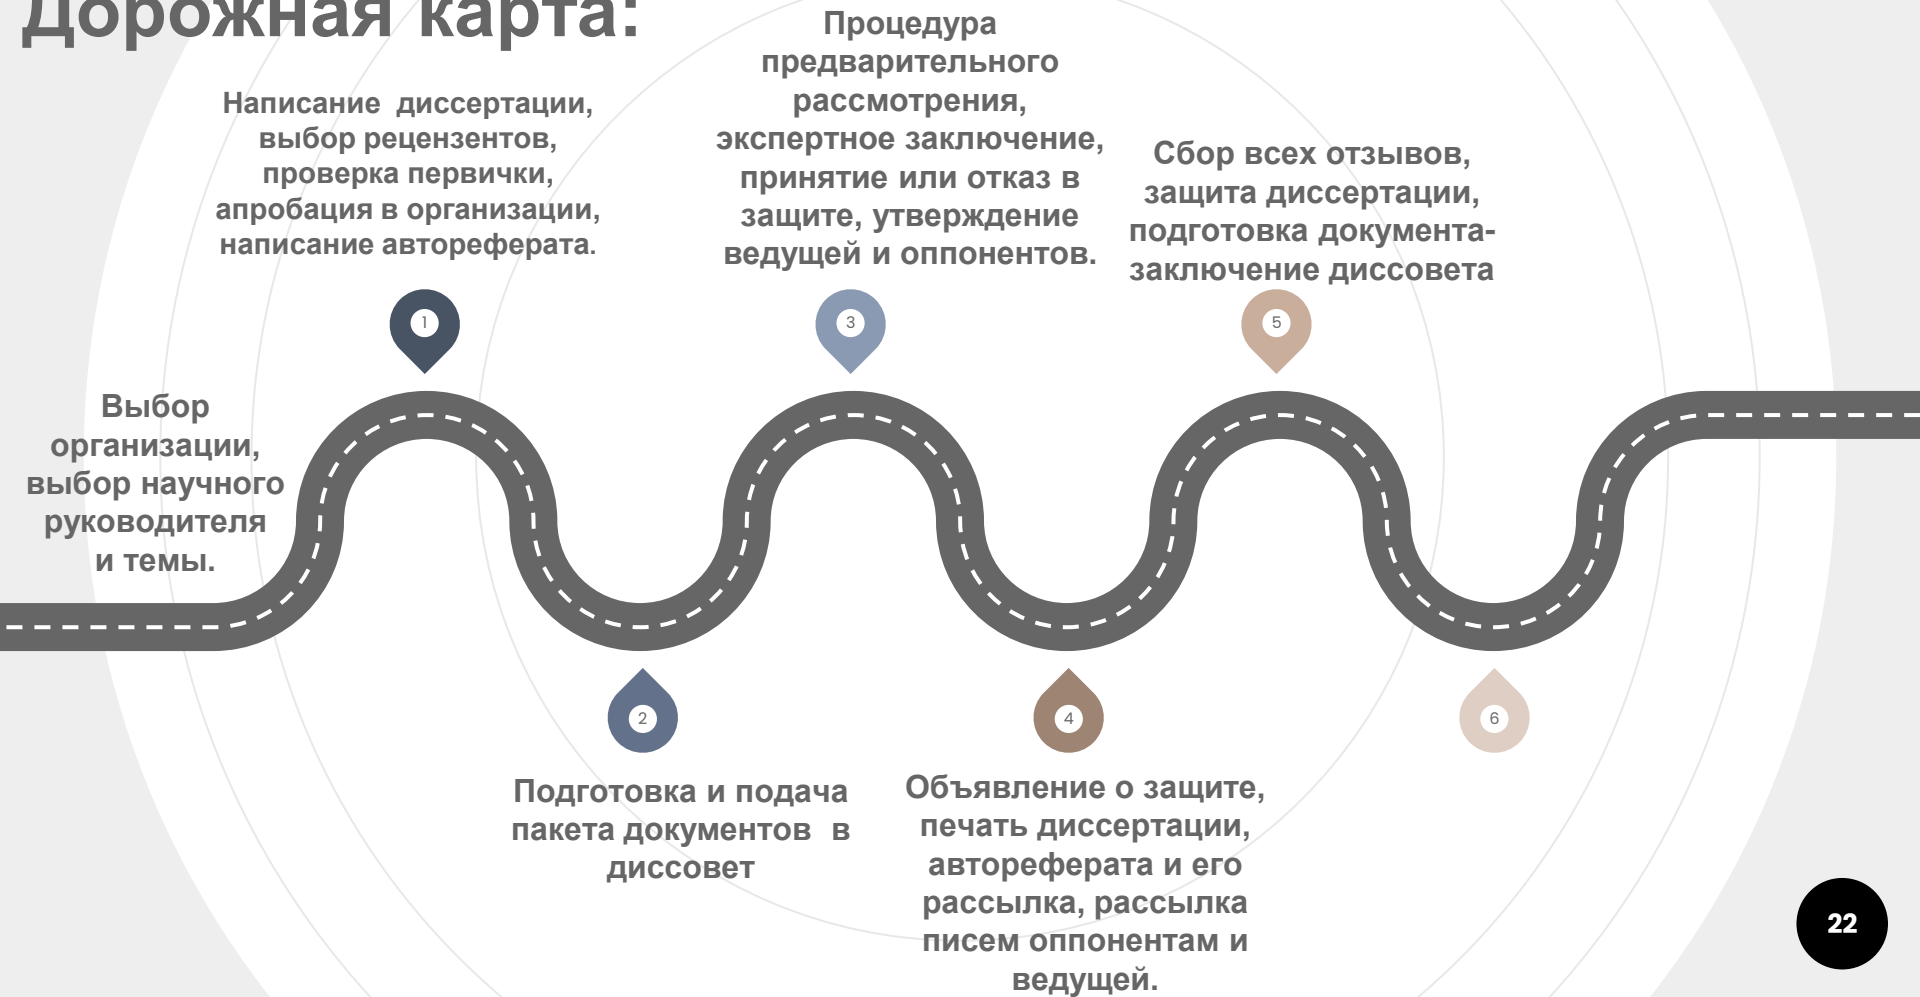 Дорожная карта:
Выбор
организации,
выбор научного
руководителя
и темы.
Написание  диссертации,
выбор рецензентов,
проверка первички,
апробация в организации,
написание автореферата.
1
2
Подготовка и подача
пакета документов  в
диссовет
Процедура
предварительного
рассмотрения,
экспертное заключение,
принятие или отказ в
защите, утверждение
ведущей и оппонентов.
3
4
Объявление о защите,
печать диссертации,
автореферата и его
рассылка, рассылка
писем оппонентам и
ведущей.
Сбор всех отзывов,
защита диссертации,
подготовка документа-
заключение диссовета
5
6
22